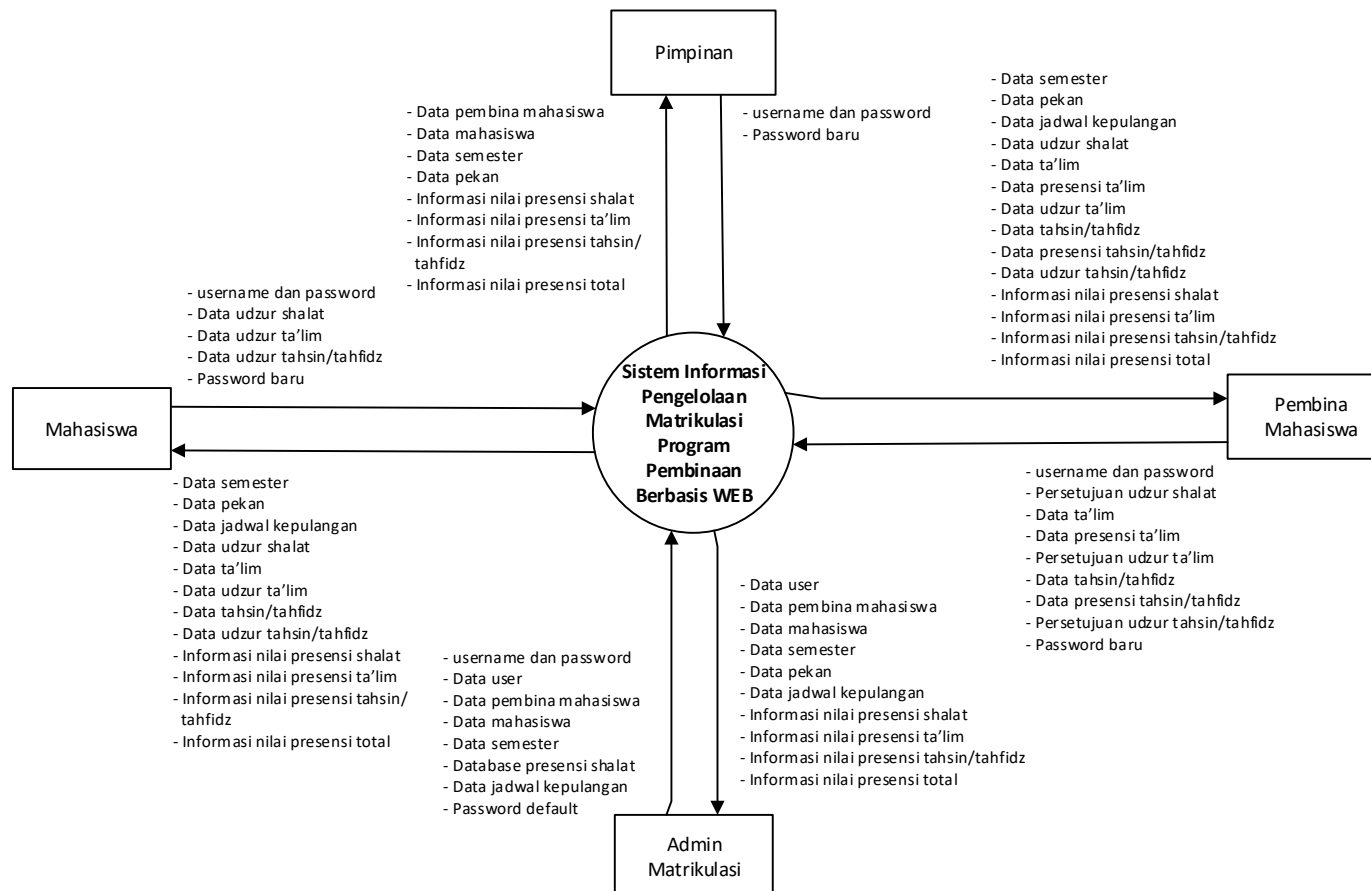 Pimpinan
- Data pembina mahasiswa
- Data mahasiswa
- Data semester
- Data pekan
- Informasi nilai presensi shalat
- Informasi nilai presensi ta’lim
- Informasi nilai presensi tahsin/
tahfidz
- Informasi nilai presensi total
- username dan password
- Password baru
- Data semester
- Data pekan
- Data jadwal kepulangan
- Data udzur shalat
- Data ta’lim
- Data presensi ta’lim
- Data udzur ta’lim
- Data tahsin/tahfidz
- Data presensi tahsin/tahfidz
- Data udzur tahsin/tahfidz
- Informasi nilai presensi shalat
- Informasi nilai presensi ta’lim
- Informasi nilai presensi tahsin/tahfidz
- Informasi nilai presensi total
- username dan password
- Data udzur shalat
- Data udzur ta’lim
- Data udzur tahsin/tahfidz
- Password baru
Mahasiswa
Sistem Informasi
Pengelolaan
Matrikulasi
Program
Pembinaan
Berbasis WEB
Pembina
Mahasiswa
- Data semester
- Data pekan
- Data jadwal kepulangan
- Data udzur shalat
- Data ta’lim
- Data udzur ta’lim
- Data tahsin/tahfidz
- Data udzur tahsin/tahfidz
- Informasi nilai presensi shalat
- Informasi nilai presensi ta’lim
- Informasi nilai presensi tahsin/
tahfidz
- Informasi nilai presensi total
- username dan password
- Data user
- Data pembina mahasiswa
- Data mahasiswa
- Data semester
- Database presensi shalat
- Data jadwal kepulangan
- Password default
- Data user
- Data pembina mahasiswa
- Data mahasiswa
- Data semester
- Data pekan
- Data jadwal kepulangan
- Informasi nilai presensi shalat
- Informasi nilai presensi ta’lim
- Informasi nilai presensi tahsin/tahfidz
- Informasi nilai presensi total
- username dan password
- Persetujuan udzur shalat
- Data ta’lim
- Data presensi ta’lim
- Persetujuan udzur ta’lim
- Data tahsin/tahfidz
- Data presensi tahsin/tahfidz
- Persetujuan udzur tahsin/tahfidz
- Password baru
Admin
Matrikulasi